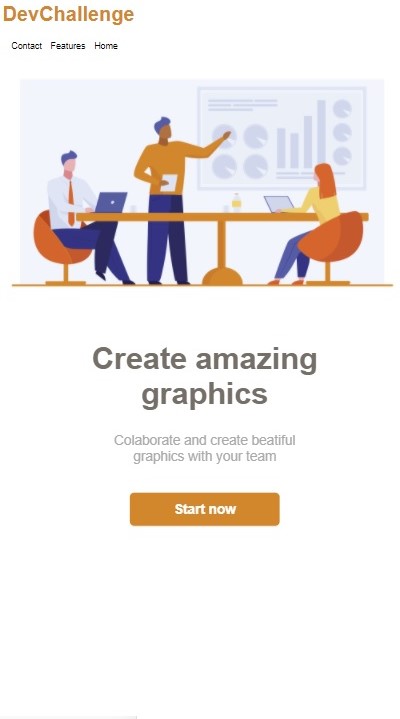 DevChallenge
Contact Features Home
Create amazing
graphics
Colaborate and create beatiful
graphics with your team
Start now